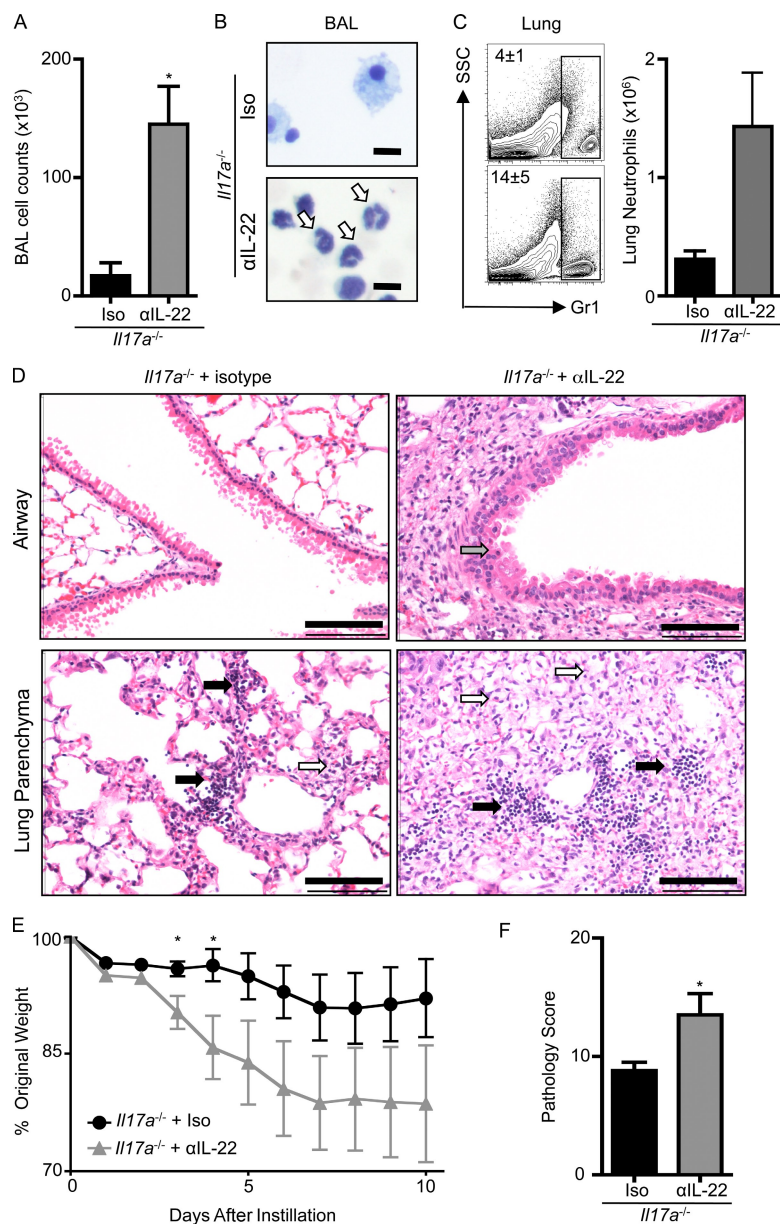 A
BAL cell counts (x10³)
200
100
0
*
Iso αIL-22
Il17a-/-
B
BAL
Il17a-/-
Iso
αIL-22
C
Lung
SSC
4±1
14±5
Gr1
Lung Neutrophils (x10⁶)
2
1
0
Iso αIL-22
Il17a-/-
D
Il17a-/- + isotype
Il17a-/- + αIL-22
Airway
Lung Parenchyma
E
% Original Weight
100
85
70
* *
Il17a-/- + Iso
Il17a-/- + αIL-22
0 5 10
Days After Instillation
F
Pathology Score
20
10
0
*
Iso αIL-22
Il17a-/-